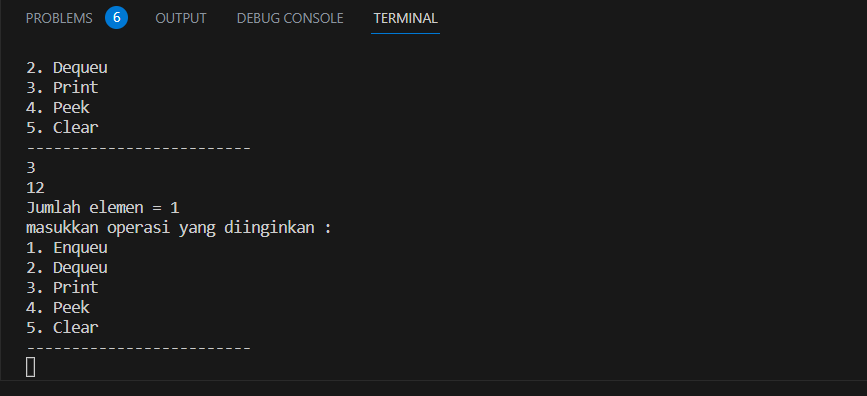 PROBLEMS 6 OUTPUT DEBUG CONSOLE TERMINAL
2. Dequeu
3. Print
4. Peek
5. Clear
-------------------------
3
12
Jumlah elemen = 1
masukkan operasi yang diinginkan :
1. Enqueu
2. Dequeu
3. Print
4. Peek
5. Clear
-------------------------